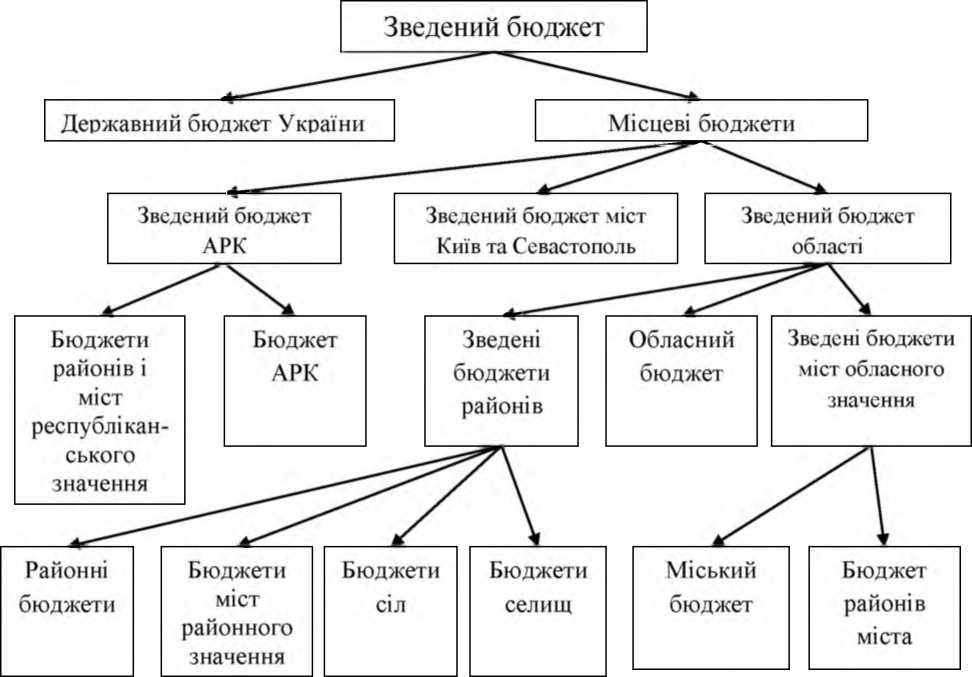 Зведений бюджет
Державний бюджет України
Місцеві бюджети
Зведений бюджет
АРК
Зведений бюджет міст
Київ та Севастополь
Зведений бюджет
області
Бюджети
районів і
міст
республікан-
ського
значення
Бюджет
АРК
Зведені
бюджети
районів
Обласний
бюджет
Зведені бюджети
міст обласного
значення
Районні
бюджети
Бюджети
міст
районного
значення
Бюджети
сіл
Бюджети
селищ
Міський
бюджет
Бюджет
районів
міста